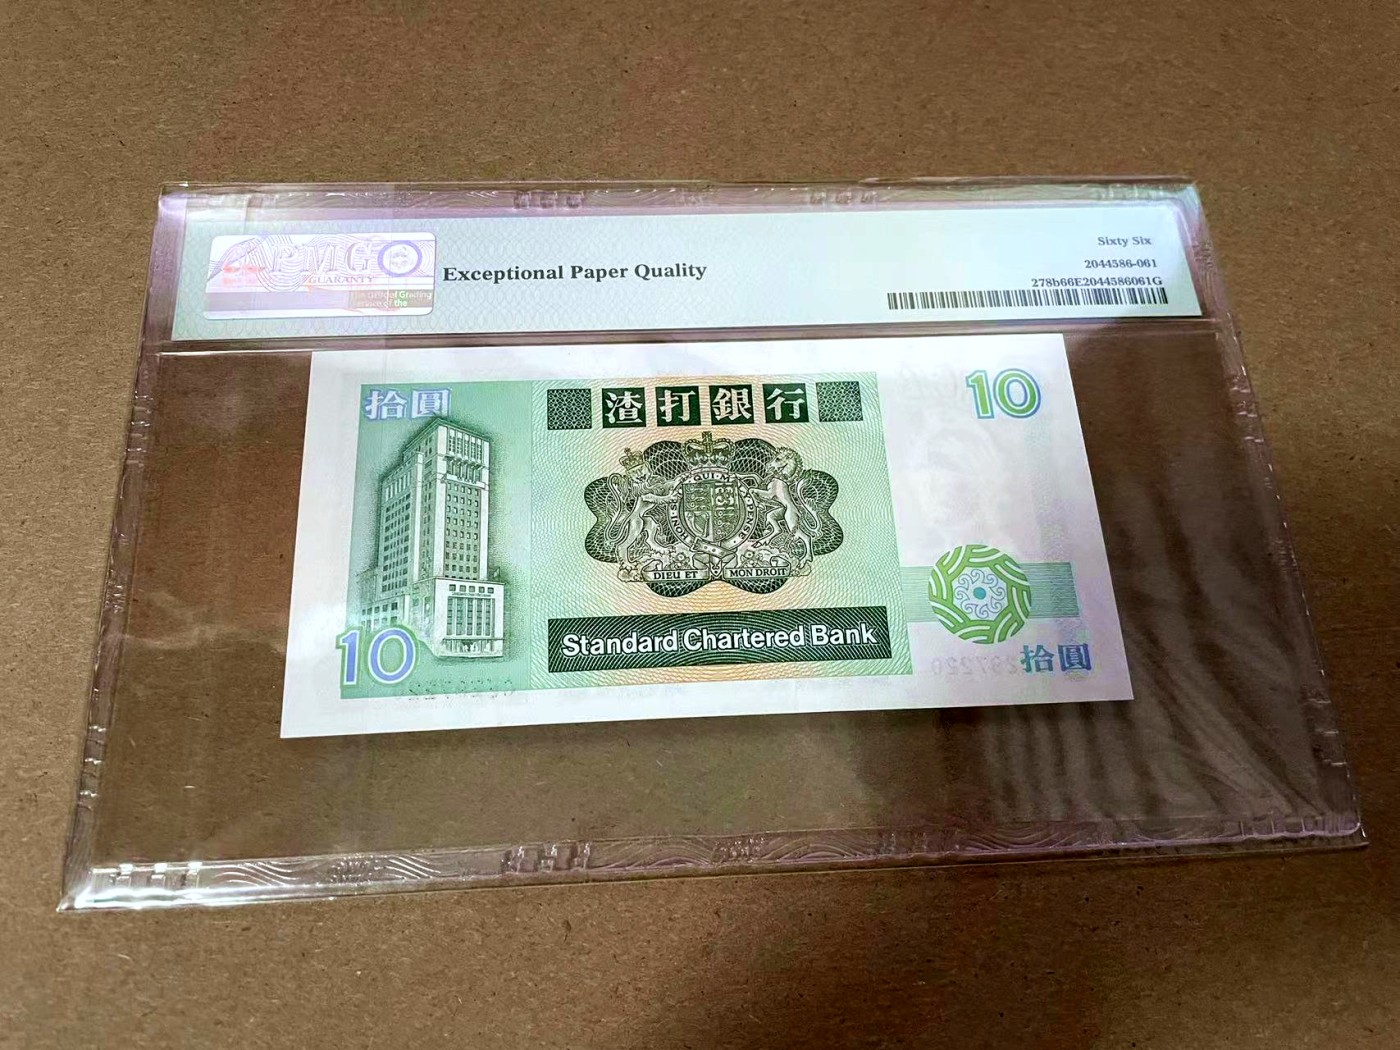 PMG
GUARANTY
Exceptional Paper Quality
Sixty Six
2044586-061
278b66E2044586061G
拾圓
渣打銀行
10
DIEU ET MON DROIT
Standard Chartered Bank
10
拾圓